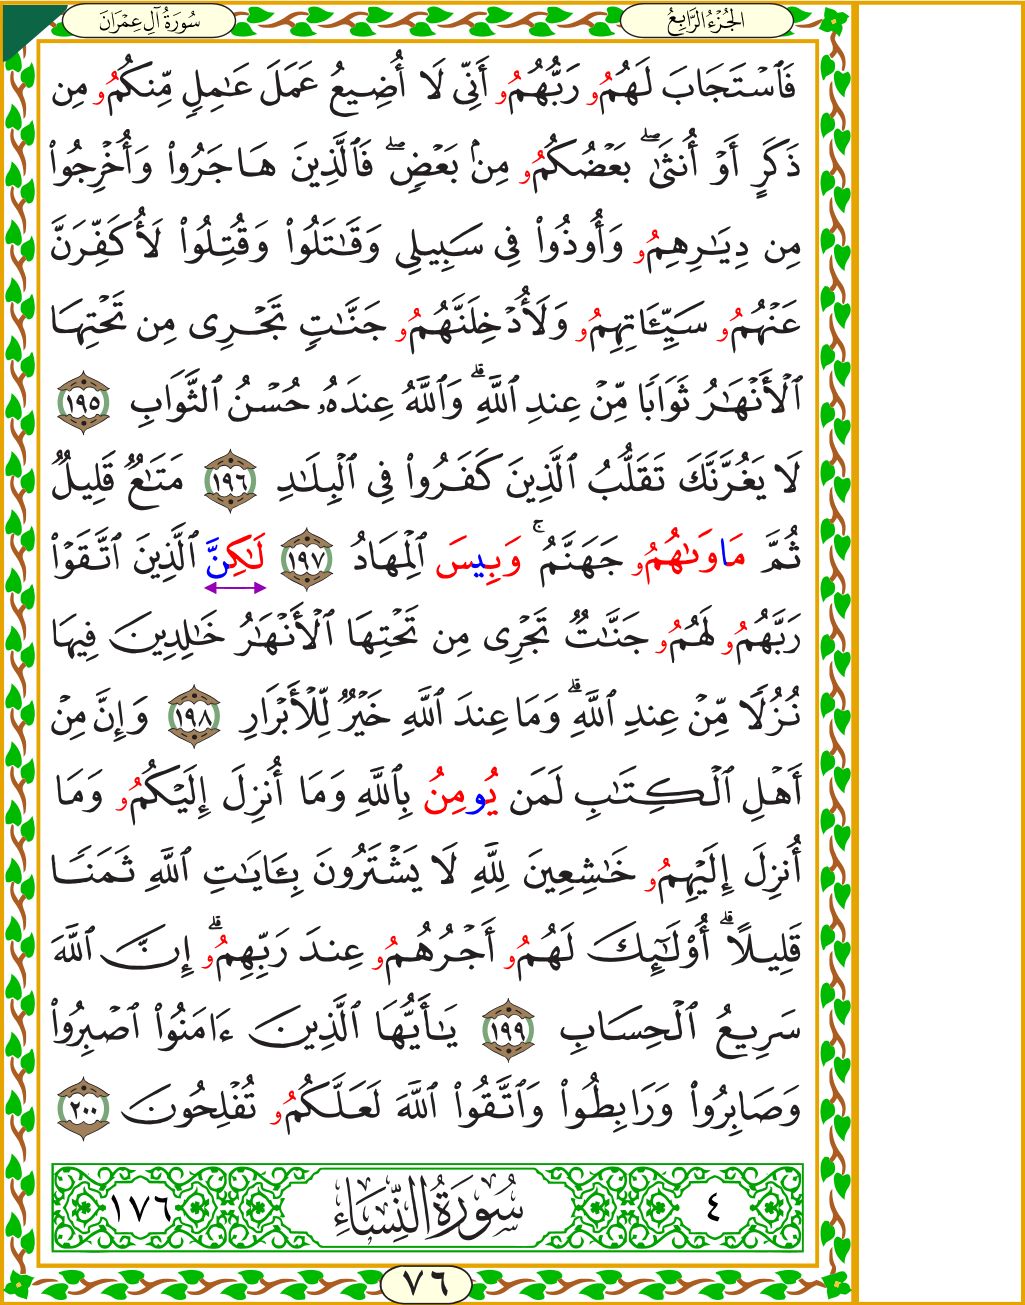 الجُزْءُ الرَّابِعُ
سُورَةُ آلِ عِمْرَانَ
فَٱسْتَجَابَ لَهُمُۥ رَبُّهُمُۥ أَنِّى لَا أُضِيعُ عَمَلَ عَٰمِلٍ مِّنكُمُۥ مِن
ذَكَرٍ أَوْ أُنثَىٰ ۖ بَعْضُكُمُۥ مِنۢ بَعْضٍ ۖ فَٱلَّذِينَ هَاجَرُوا۟ وَأُخْرِجُوا۟
مِن دِيَٰرِهِمُۥ وَأُوذُوا۟ فِى سَبِيلِى وَقَٰتَلُوا۟ وَقُتِلُوا۟ لَأُكَفِّرَنَّ
عَنْهُمُۥ سَيِّـَٔاتِهِمُۥ وَلَأُدْخِلَنَّهُمُۥ جَنَّٰتٍ تَجْرِى مِن تَحْتِهَا
ٱلْأَنْهَٰرُ ثَوَابًا مِّنْ عِندِ ٱللَّهِ ۗ وَٱللَّهُ عِندَهُۥ حُسْنُ ٱلثَّوَابِ ١٩٥
لَا يَغُرَّنَّكَ تَقَلُّبُ ٱلَّذِينَ كَفَرُوا۟ فِى ٱلْبِلَٰدِ ١٩٦ مَتَٰعٌ قَلِيلٌ
ثُمَّ مَاوَىٰهُمُۥ جَهَنَّمُ ۚ وَبِيسَ ٱلْمِهَادُ ١٩٧ لَٰكِنَّ ٱلَّذِينَ ٱتَّقَوْا۟
رَبَّهُمُۥ لَهُمُۥ جَنَّٰتٌ تَجْرِى مِن تَحْتِهَا ٱلْأَنْهَٰرُ خَٰلِدِينَ فِيهَا
نُزُلًا مِّنْ عِندِ ٱللَّهِ ۗ وَمَا عِندَ ٱللَّهِ خَيْرٌ لِّلْأَبْرَارِ ١٩٨ وَإِنَّ مِنْ
أَهْلِ ٱلْكِتَٰبِ لَمَن يُومِنُ بِٱللَّهِ وَمَا أُنزِلَ إِلَيْكُمُۥ وَمَا
أُنزِلَ إِلَيْهِمُۥ خَٰشِعِينَ لِلَّهِ لَا يَشْتَرُونَ بِـَٔايَٰتِ ٱللَّهِ ثَمَنًا
قَلِيلًا ۗ أُو۟لَٰٓئِكَ لَهُمُۥ أَجْرُهُمُۥ عِندَ رَبِّهِمُۥ ۗ إِنَّ ٱللَّهَ
سَرِيعُ ٱلْحِسَابِ ١٩٩ يَٰأَيُّهَا ٱلَّذِينَ ءَامَنُوا۟ ٱصْبِرُوا۟
وَصَابِرُوا۟ وَرَابِطُوا۟ وَٱتَّقُوا۟ ٱللَّهَ لَعَلَّكُمُۥ تُفْلِحُونَ ٢٠٠
٤ سُورَةُ النِّسَاءِ ١٧٦
٧٦